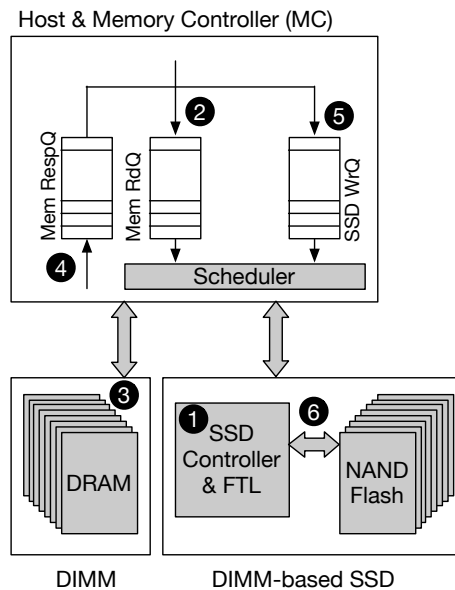 Host & Memory Controller (MC)
2
5
Mem RespQ
Mem RdQ
SSD WrQ
4
Scheduler
3
1
6
DRAM
SSD
Controller
& FTL
NAND
Flash
DIMM
DIMM-based SSD